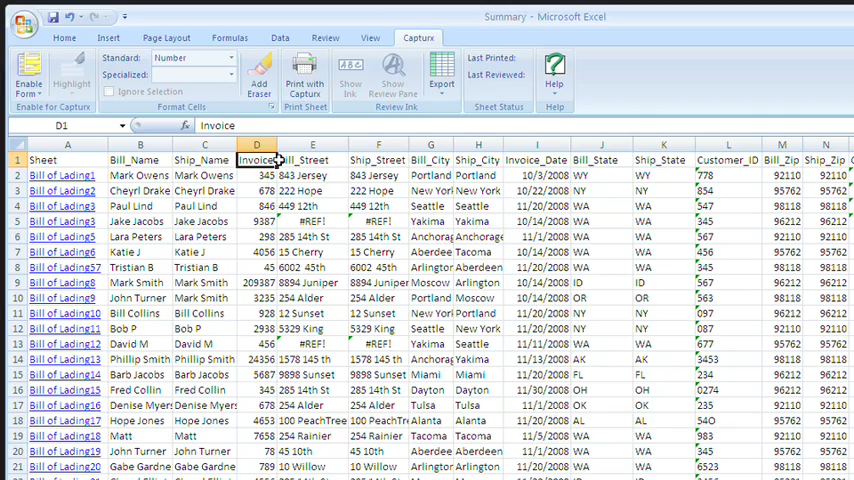 Summary - Microsoft Excel
Home Insert Page Layout Formulas Data Review View Capturx
Standard: Number
Specialized:
Ignore Selection
Enable Form Highlight Add Eraser Print with Capturx Show Ink Show Review Pane Export Last Printed: Last Reviewed: Help
Enable for Capturx Format Cells Print Sheet Review Ink Sheet Status
D1 fx Invoice
A B C D E F G H I J K L M N
1 Sheet Bill_Name Ship_Name Invoice Bill_Street Ship_Street Bill_City Ship_City Invoice_Date Bill_State Ship_State Customer_ID Bill_Zip Ship_Zip
2 Bill of Lading1 Mark Owens Mark Owens 345 843 Jersey 843 Jersey Portland Portland 10/3/2008 WY WY 778 92110 92110
3 Bill of Lading2 Cheyrl Drake Cheyrl Drake 678 222 Hope 222 Hope New York New York 10/22/2008 NY NY 854 95762 95762
4 Bill of Lading3 Paul Lind Paul Lind 846 449 12th 449 12th Seattle Seattle 11/20/2008 WA WA 547 98118 98118
5 Bill of Lading3 Jake Jacobs Jake Jacobs 9387 #REF! #REF! Yakima Yakima 10/14/2008 WA WA 345 96212 96212
6 Bill of Lading5 Lara Peters Lara Peters 298 285 14th St 285 14th St Anchorag Anchorage 11/1/2008 WA WA 567 92110 92110
7 Bill of Lading6 Katie J Katie J 4056 15 Cherry 15 Cherry Yakima Tacoma 10/14/2008 WA WA 456 95762 95762
8 Bill of Lading57 Tristian B Tristian B 45 6002 45th 6002 45th Arlington Aberdeen 11/20/2008 WA WA 345 98118 98118
9 Bill of Lading8 Mark Smith Mark Smith 209387 8894 Juniper 8894 Juniper Moscow Arlington 10/14/2008 ID ID 567 96212 96212
10 Bill of Lading9 John Turner Mark Smith 3235 254 Alder 254 Alder Portland Moscow 10/14/2008 OR OR 563 98118 98118
11 Bill of Lading10 Bill Collins Bill Collins 928 12 Sunset 12 Sunset New York Portland 11/20/2008 NY NY 097 92110 92110
12 Bill of Lading11 Bob P Bob P 2938 5329 King 5329 King Seattle New York 10/14/2008 NY NY 087 95762 95762
13 Bill of Lading12 David M David M 456 #REF! #REF! Arlington Seattle 11/20/2008 WA WA 677 98118 98118
14 Bill of Lading13 Phillip Smith Phillip Smith 24356 1578 145 th 1578 145 th Anchorag Yakima 11/13/2008 AK AK 3453 98118 98118
15 Bill of Lading14 Barb Jacobs Barb Jacobs 5687 9898 Sunset 9898 Sunset Miami Miami 11/20/2008 FL FL 234 96212 96212
16 Bill of Lading15 Fred Collin Fred Collin 345 285 14th St 285 14th St Dayton Dayton 11/30/2008 OH OH 0274 96212 96212
17 Bill of Lading16 Denise Myers Denise Myers 678 254 Alder 254 Alder Tulsa Tulsa 11/1/2008 OK OK 235 92110 92110
18 Bill of Lading17 Hope Jones Hope Jones 4653 100 PeachTree 100 PeachTree Alanta Atlanta 10/14/2008 AL AL 54O 95762 95762
19 Bill of Lading18 Matt Matt 7658 254 Rainier 254 Rainier Tacoma Tacoma 11/5/2008 WA WA 983 92110 92110
20 Bill of Lading19 John Turner John Turner 78 45 10th 45 10th Seattle Seattle 11/20/2008 WA WA 345 92110 92110
21 Bill of Lading20 Gabe Gardne Gabe Gardne 789 10 Willow 10 Willow Seattle Seattle 11/20/2008 WA WA 6523 98118 98118